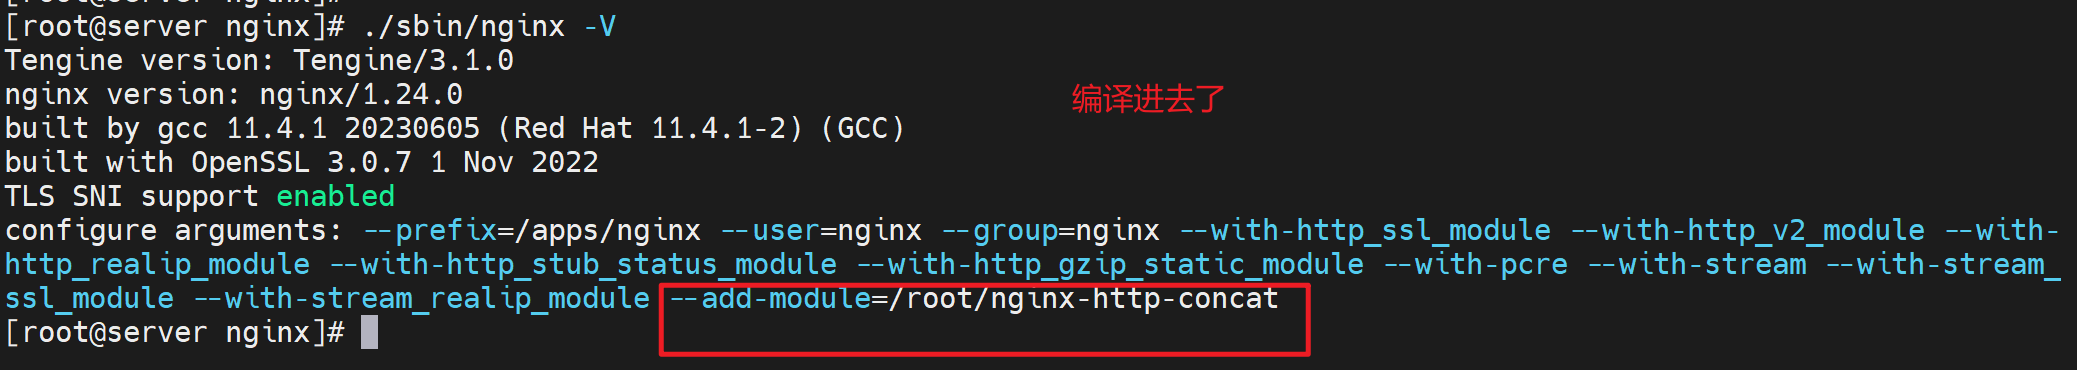 [root@server nginx]# ./sbin/nginx -V
Tengine version: Tengine/3.1.0
nginx version: nginx/1.24.0
编译进去了
built by gcc 11.4.1 20230605 (Red Hat 11.4.1-2) (GCC)
built with OpenSSL 3.0.7 1 Nov 2022
TLS SNI support enabled
configure arguments: --prefix=/apps/nginx --user=nginx --group=nginx --with-http_ssl_module --with-http_v2_module --with-
http_realip_module --with-http_stub_status_module --with-http_gzip_static_module --with-pcre --with-stream --with-stream_
ssl_module --with-stream_realip_module --add-module=/root/nginx-http-concat
[root@server nginx]#